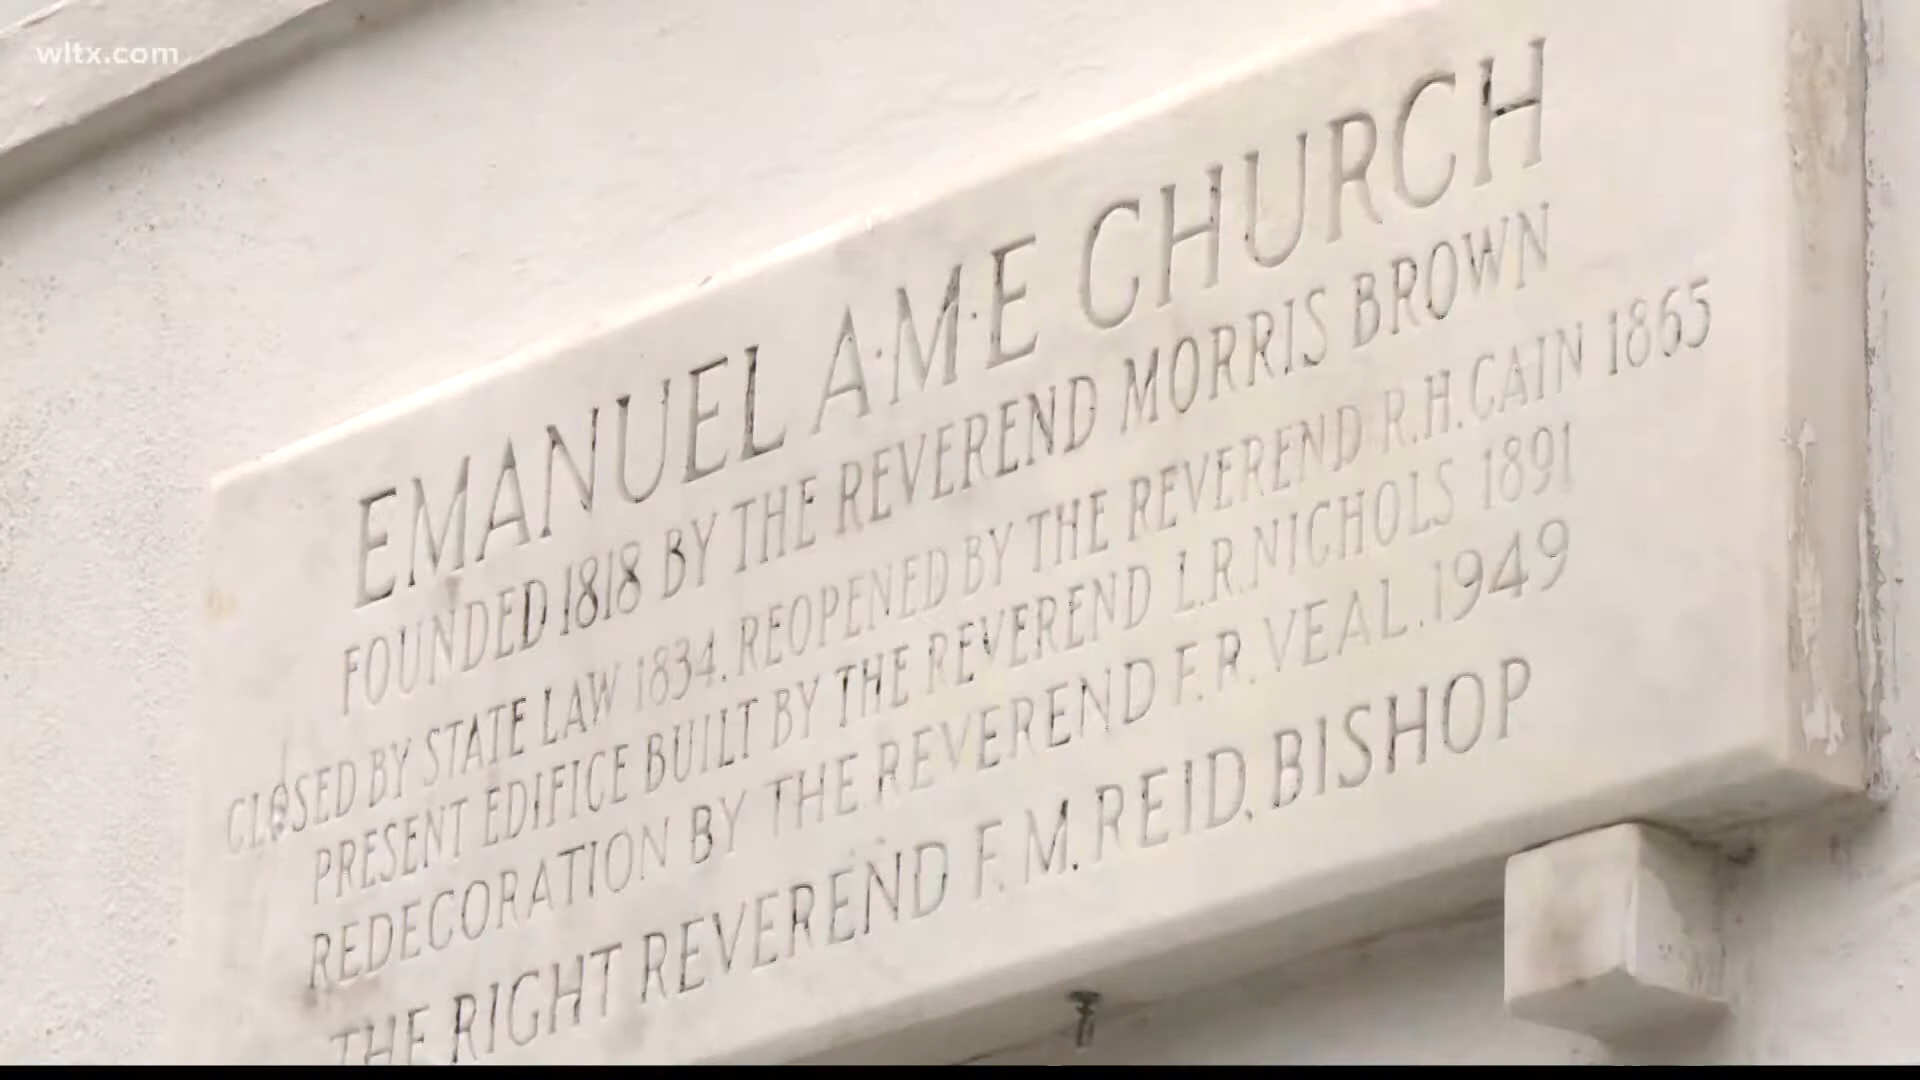 wltx.com
EMANUEL A·M·E CHURCH
FOUNDED 1818 BY THE REVEREND MORRIS BROWN
CLOSED BY STATE LAW 1834. REOPENED BY THE REVEREND R.H.CAIN 1865
PRESENT EDIFICE BUILT BY THE REVEREND L.R.NICHOLS 1891
REDECORATION BY THE REVEREND F.R. VEAL.1949
THE RIGHT REVEREND F.M.REID, BISHOP